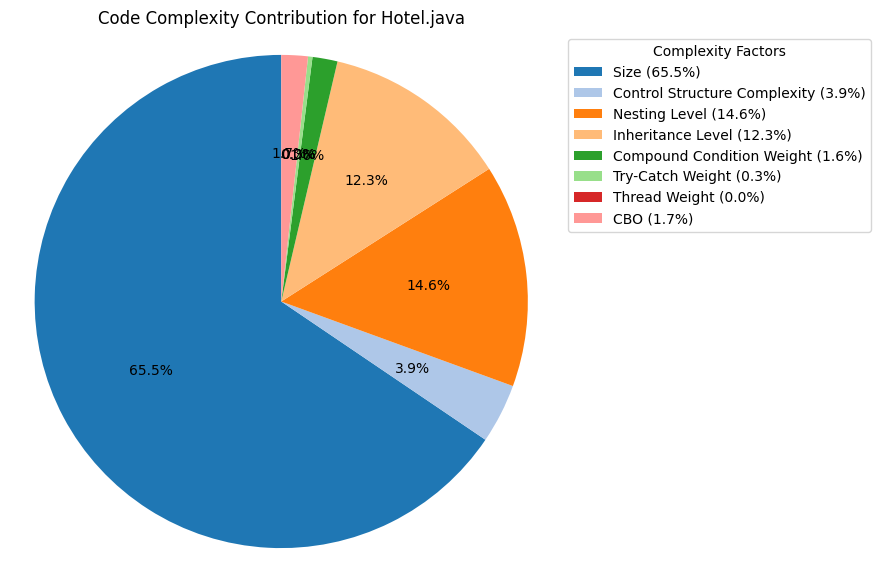 Code Complexity Contribution for Hotel.java
Complexity Factors
Size (65.5%)
Control Structure Complexity (3.9%)
Nesting Level (14.6%)
Inheritance Level (12.3%)
Compound Condition Weight (1.6%)
Try-Catch Weight (0.3%)
Thread Weight (0.0%)
CBO (1.7%)
12.3%
14.6%
3.9%
65.5%